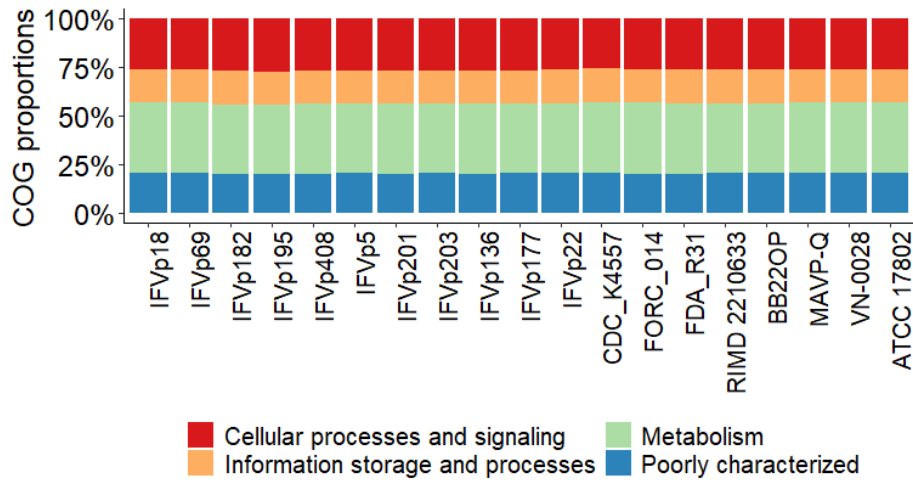 COG proportions
100%
75%
50%
25%
0%
IFVp18
IFVp69
IFVp182
IFVp195
IFVp408
IFVp5
IFVp201
IFVp203
IFVp136
IFVp177
IFVp22
CDC_K4557
FORC_014
FDA_R31
RIMD 2210633
BB22OP
MAVP-Q
VN-0028
ATCC 17802
Cellular processes and signaling
Metabolism
Information storage and processes
Poorly characterized